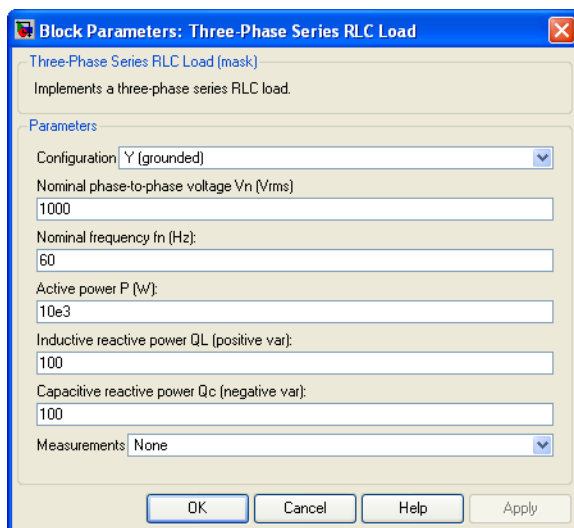 Block Parameters: Three-Phase Series RLC Load
Three-Phase Series RLC Load (mask)
Implements a three-phase series RLC load.
Parameters
Configuration Y (grounded)
Nominal phase-to-phase voltage Vn (Vrms)
1000
Nominal frequency fn (Hz):
60
Active power P (W):
10e3
Inductive reactive power QL (positive var):
100
Capacitive reactive power Qc (negative var):
100
Measurements None
OK Cancel Help Apply